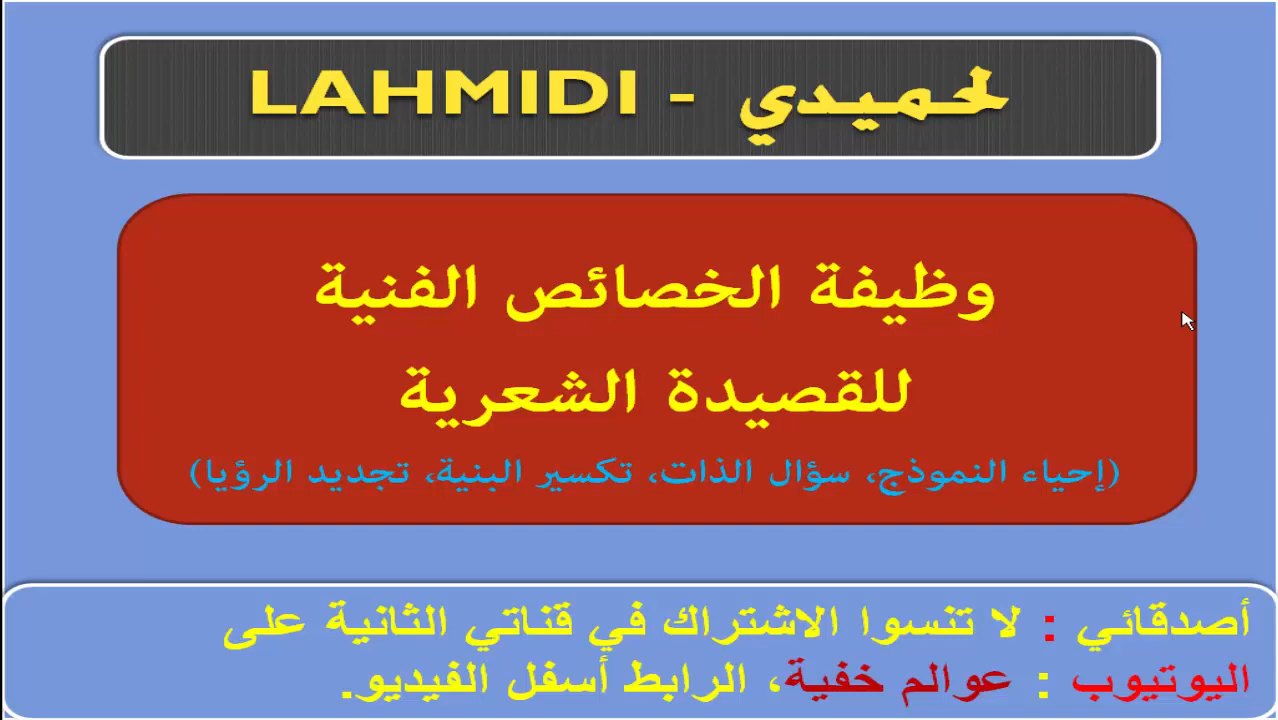 لحميدي - LAHMIDI
وظيفة الخصائص الفنية
للقصيدة الشعرية
(إحياء النموذج، سؤال الذات، تكسير البنية، تجديد الرؤيا)
أصدقائي : لا تنسوا الاشتراك في قناتي الثانية على
اليوتيوب : عوالم خفية، الرابط أسفل الفيديو.